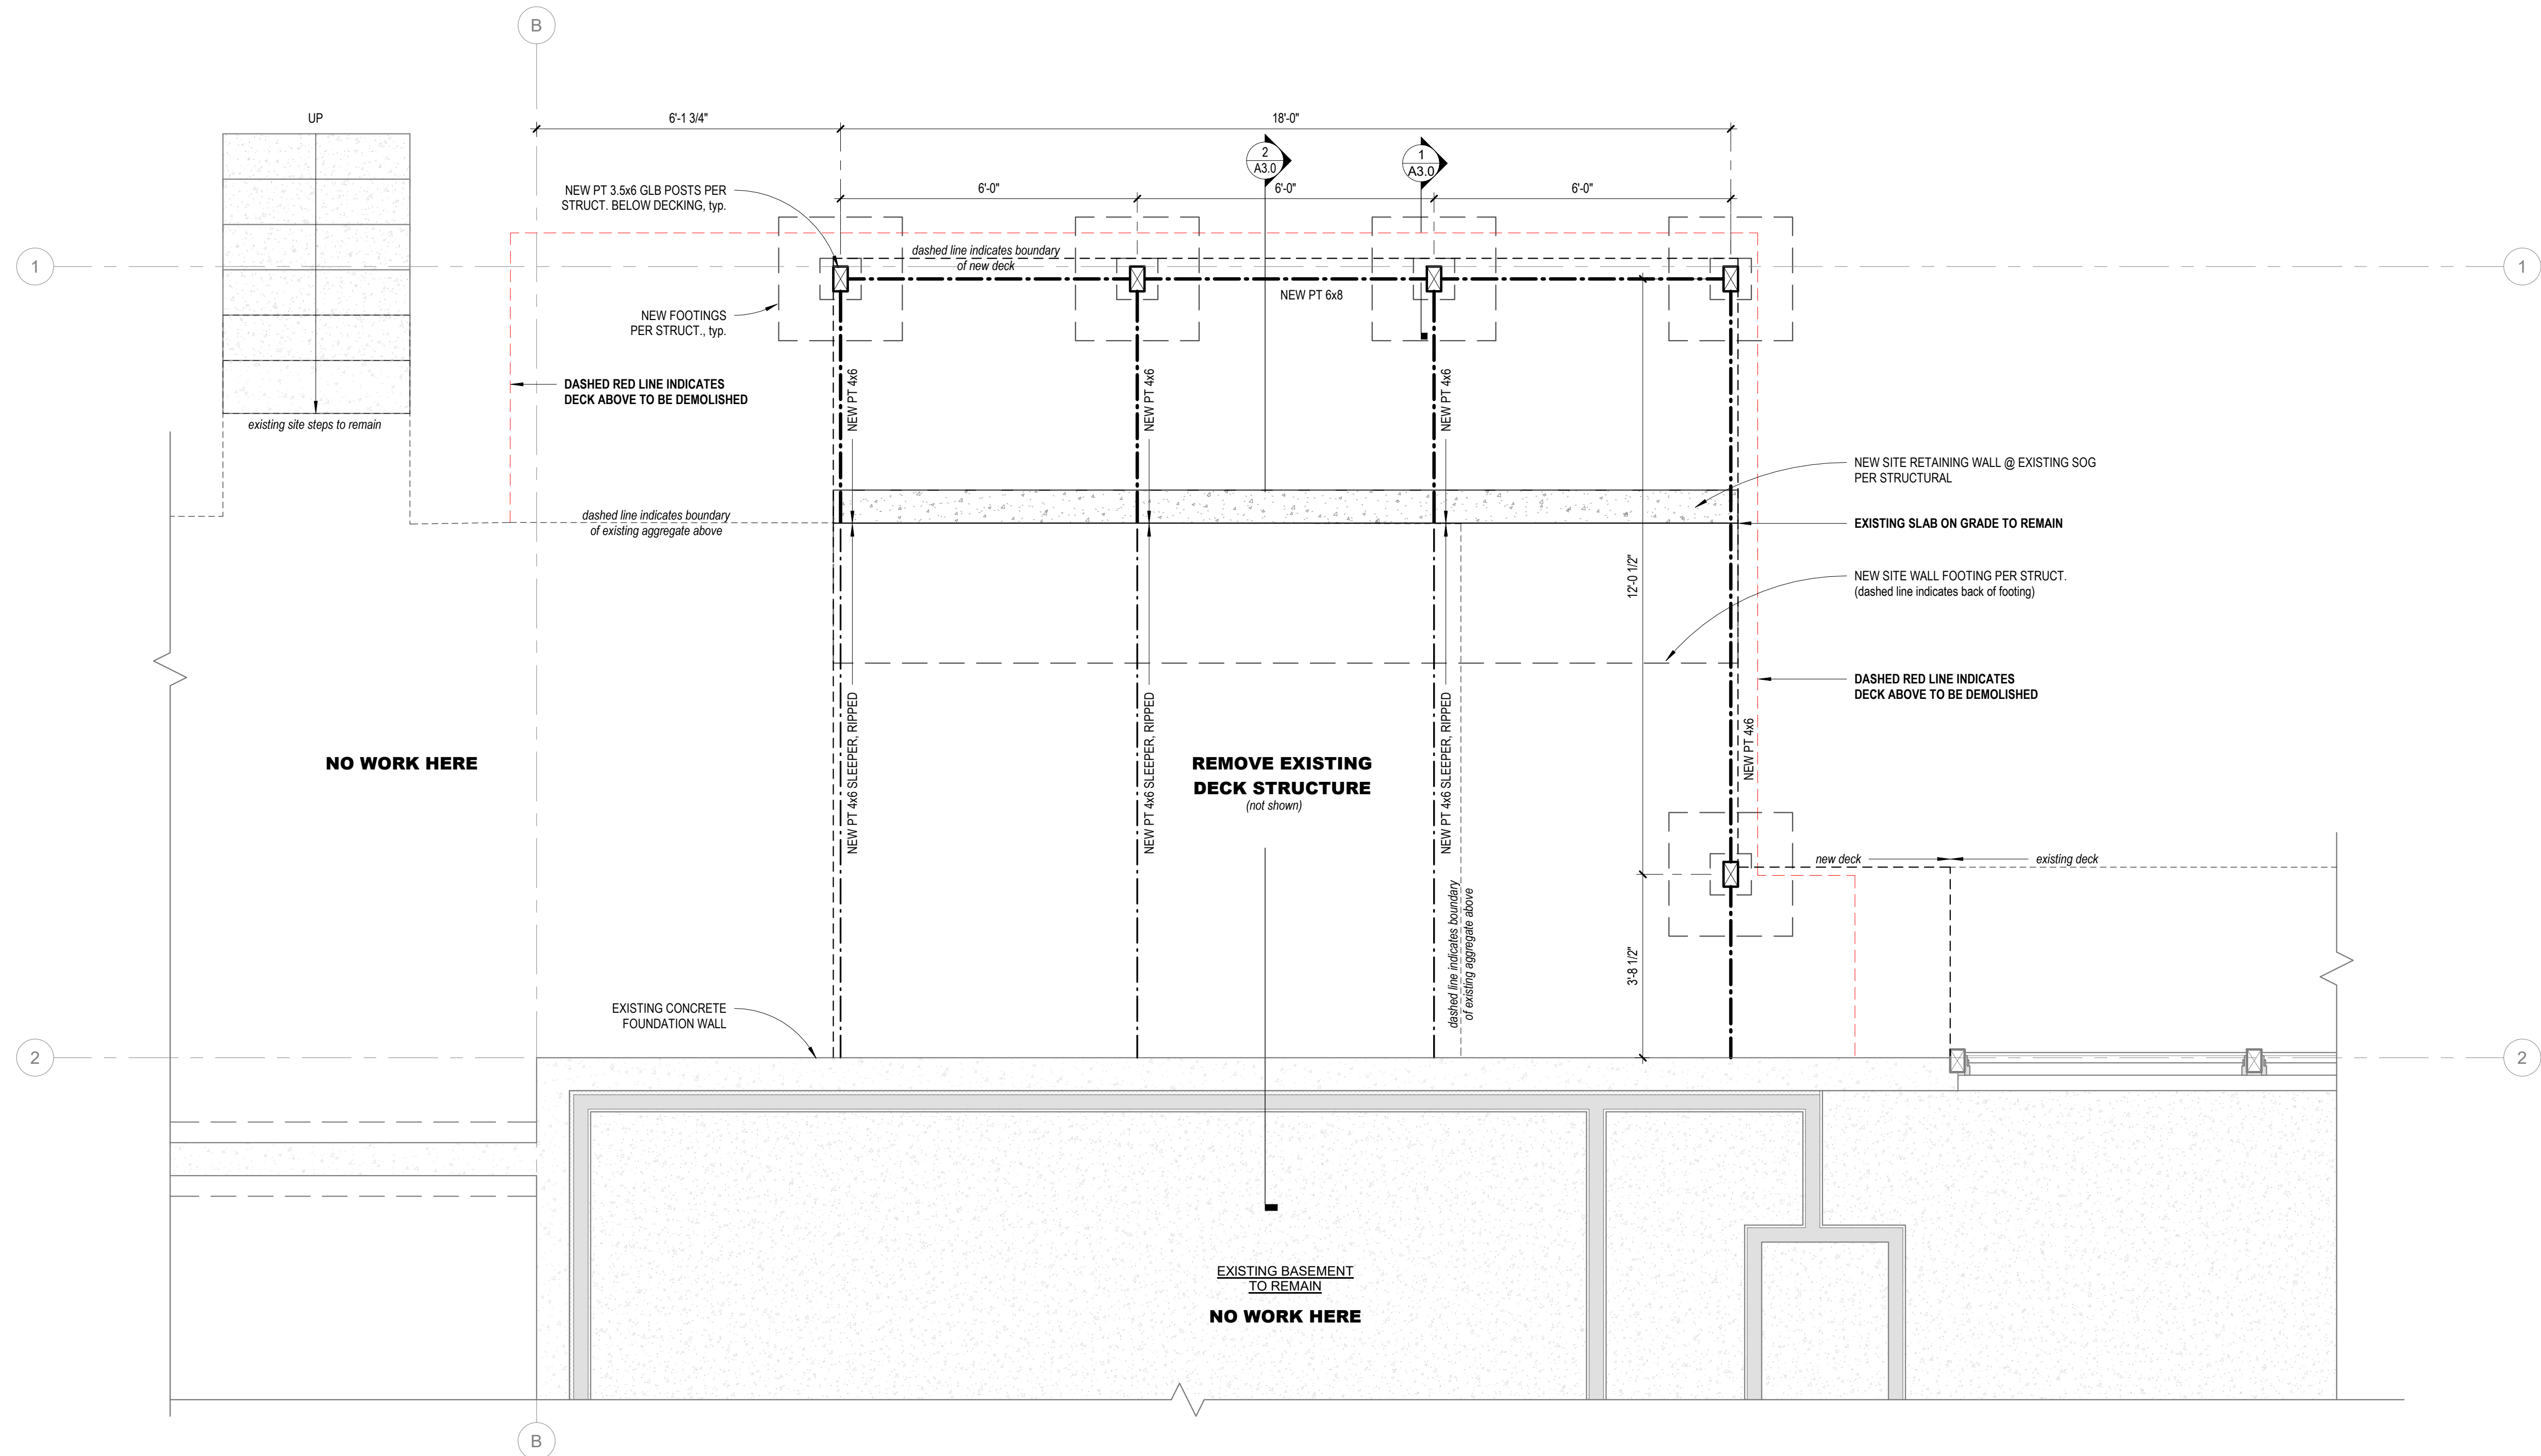 B
UP
6'-1 3/4"
18'-0"
2
A3.0
1
A3.0
NEW PT 3.5x6 GLB POSTS PER
STRUCT. BELOW DECKING, typ.
6'-0"
6'-0"
6'-0"
dashed line indicates boundary
of new deck
1
1
NEW PT 6x8
NEW FOOTINGS
PER STRUCT., typ.
DASHED RED LINE INDICATES
DECK ABOVE TO BE DEMOLISHED
NEW PT 4x6
NEW PT 4x6
NEW PT 4x6
existing site steps to remain
NEW SITE RETAINING WALL @ EXISTING SOG
PER STRUCTURAL
dashed line indicates boundary
of existing aggregate above
EXISTING SLAB ON GRADE TO REMAIN
12'-0 1/2"
NEW SITE WALL FOOTING PER STRUCT.
(dashed line indicates back of footing)
DASHED RED LINE INDICATES
DECK ABOVE TO BE DEMOLISHED
NEW PT 4x6 SLEEPER, RIPPED
NEW PT 4x6 SLEEPER, RIPPED
NEW PT 4x6 SLEEPER, RIPPED
NEW PT 4x6
NO WORK HERE
REMOVE EXISTING
DECK STRUCTURE
(not shown)
new deck
existing deck
dashed line indicates boundary
of existing aggregate above
3'-8 1/2"
EXISTING CONCRETE
FOUNDATION WALL
2
2
EXISTING BASEMENT
TO REMAIN
NO WORK HERE
B